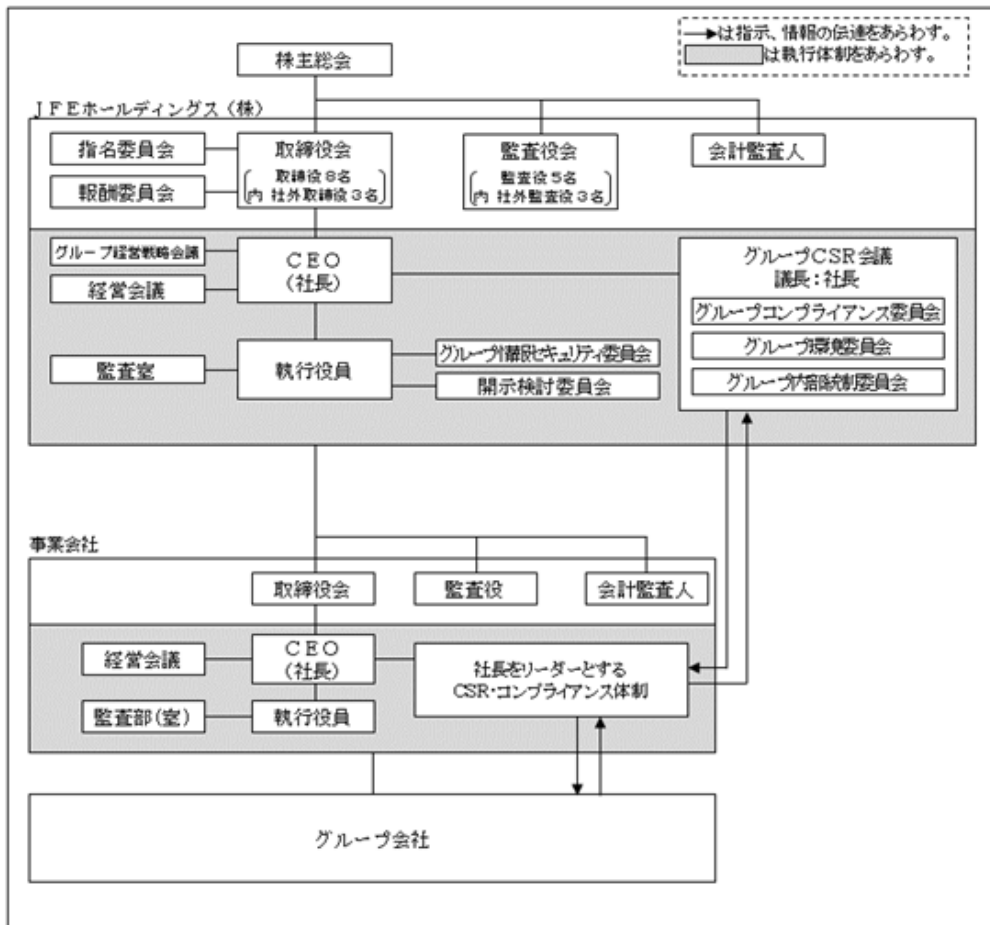 →は指示、情報の伝達をあらわす。
は執行体制をあらわす。
株主総会
JFEホールディングス(株)
指名委員会
報酬委員会
取締役会
取締役8名
内 社外取締役3名
監査役会
監査役5名
内 社外監査役3名
会計監査人
グループ経営戦略会議
経営会議
CEO
(社長)
グループCSR会議
議長:社長
グループコンプライアンス委員会
グループ環境委員会
グループ内部統制委員会
監査室
執行役員
グループ情報セキュリティ委員会
開示検討委員会
事業会社
取締役会
監査役
会計監査人
経営会議
CEO
(社長)
社長をリーダーとする
CSR・コンプライアンス体制
監査部(室)
執行役員
グループ会社